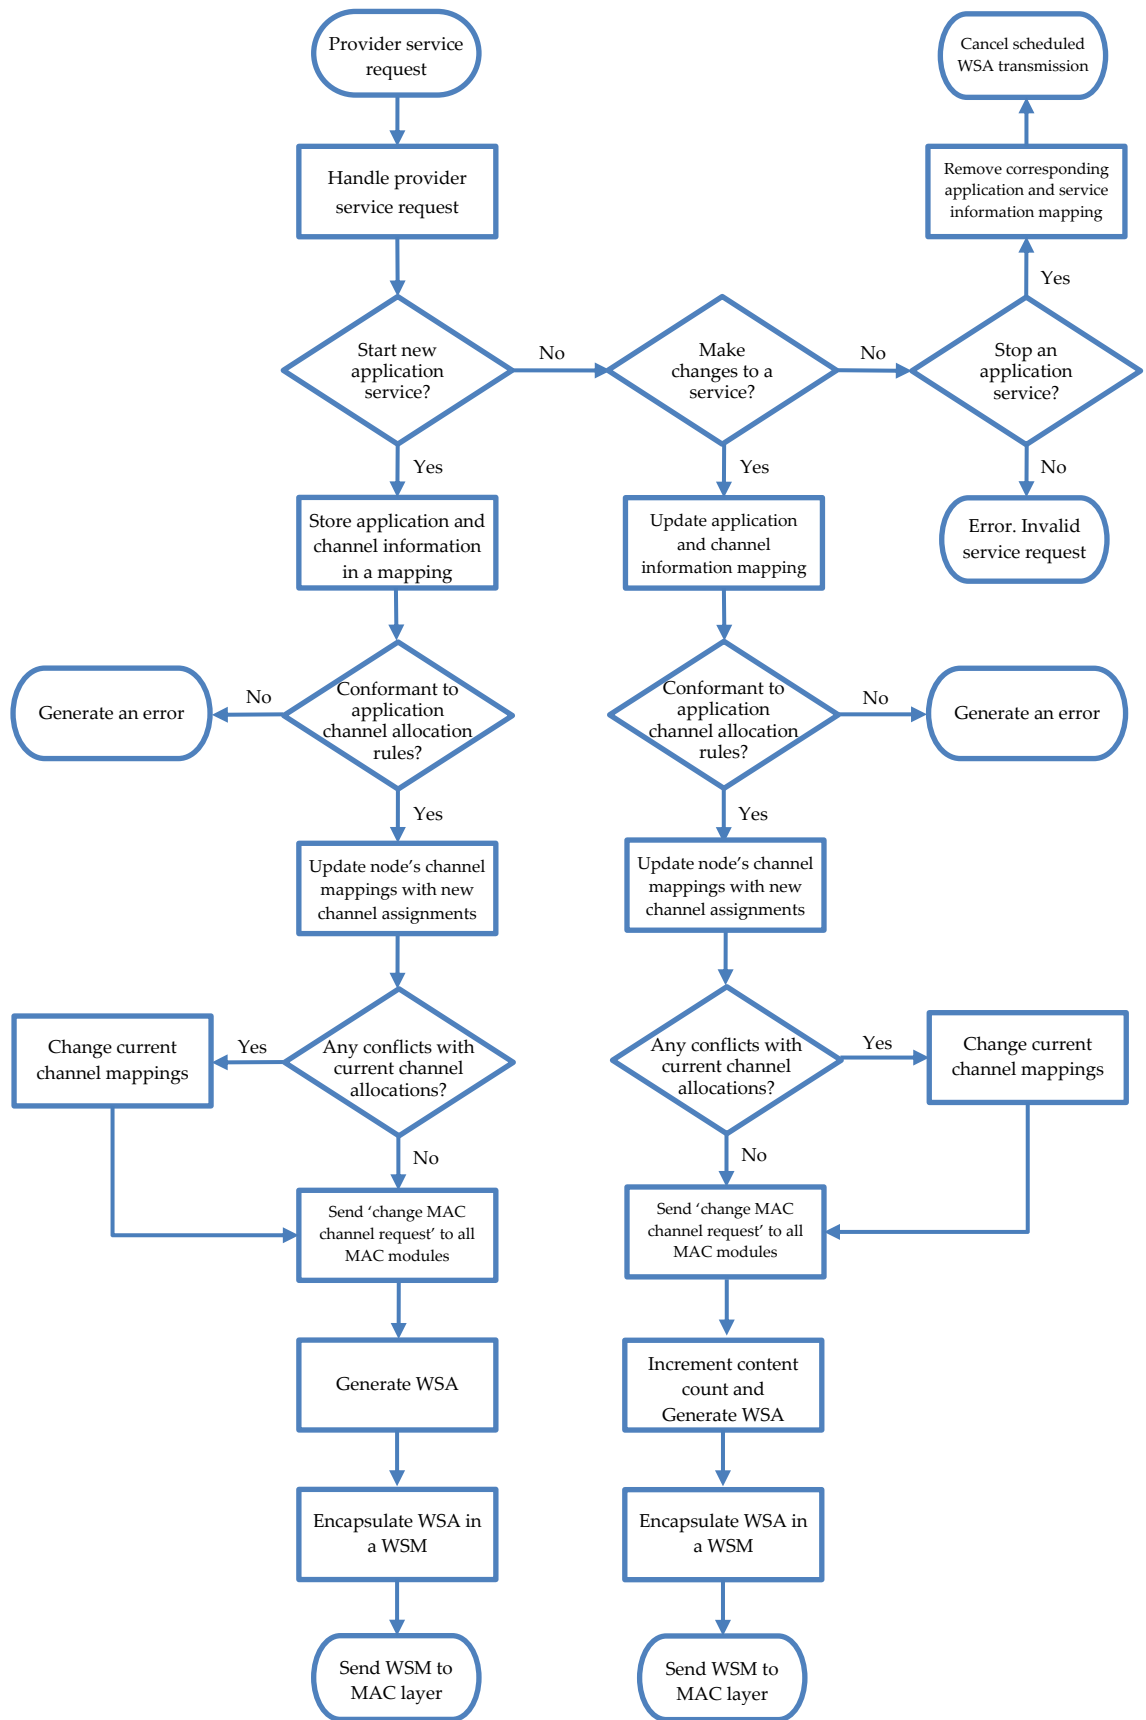 Provider service
request
Cancel scheduled
WSA transmission
Handle provider
service request
Remove corresponding
application and service
information mapping
Yes
Start new
application
service?
No
Make
changes to a
service?
No
Stop an
application
service?
Yes
Yes
No
Store application and
channel information
in a mapping
Update application
and channel
information mapping
Error. Invalid
service request
Generate an error
No
Conformant to
application
channel allocation
rules?
Conformant to
application
channel allocation
rules?
No
Generate an error
Yes
Yes
Update node’s channel
mappings with new
channel assignments
Update node’s channel
mappings with new
channel assignments
Change current
channel mappings
Yes
Any conflicts with
current channel
allocations?
Any conflicts with
current channel
allocations?
Yes
Change current
channel mappings
No
No
Send ‘change MAC
channel request’ to all
MAC modules
Send ‘change MAC
channel request’ to all
MAC modules
Generate WSA
Increment content
count and
Generate WSA
Encapsulate WSA in
a WSM
Encapsulate WSA in
a WSM
Send WSM to
MAC layer
Send WSM to
MAC layer